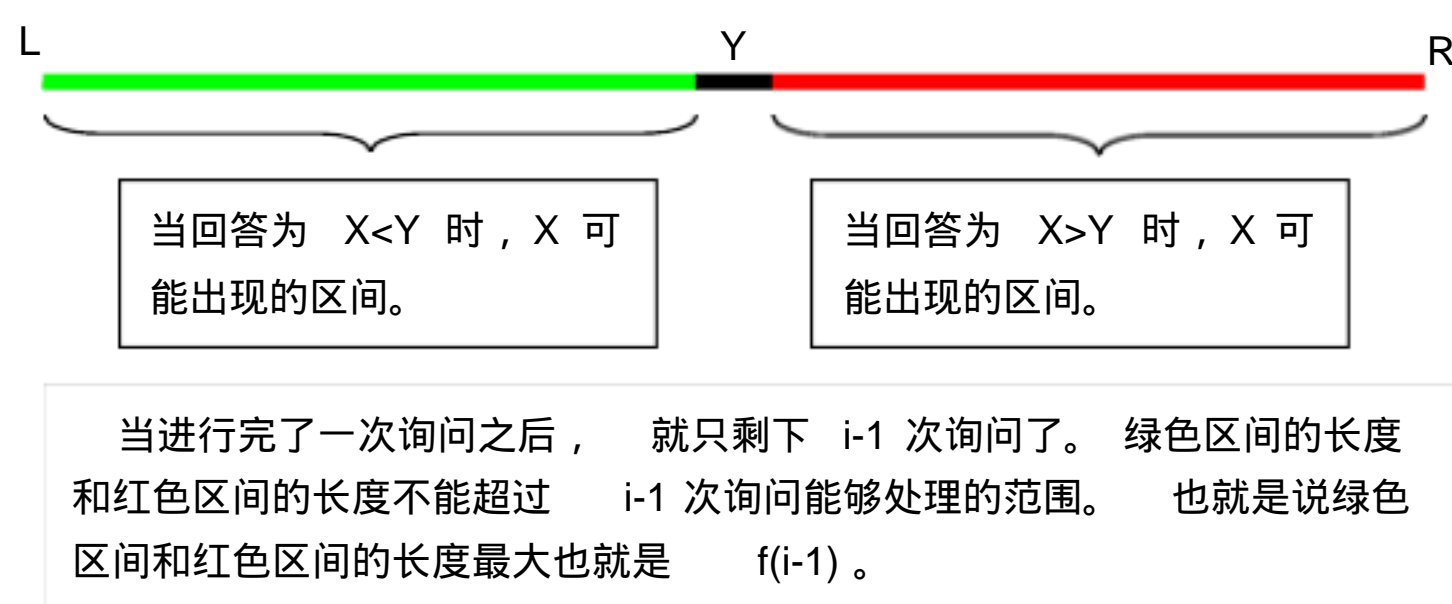 L Y R
当回答为 X<Y 时，X 可
能出现的区间。
当回答为 X>Y 时，X 可
能出现的区间。
当进行完了一次询问之后， 就只剩下 i-1 次询问了。 绿色区间的长度
和红色区间的长度不能超过 i-1 次询问能够处理的范围。 也就是说绿色
区间和红色区间的长度最大也就是 f(i-1) 。